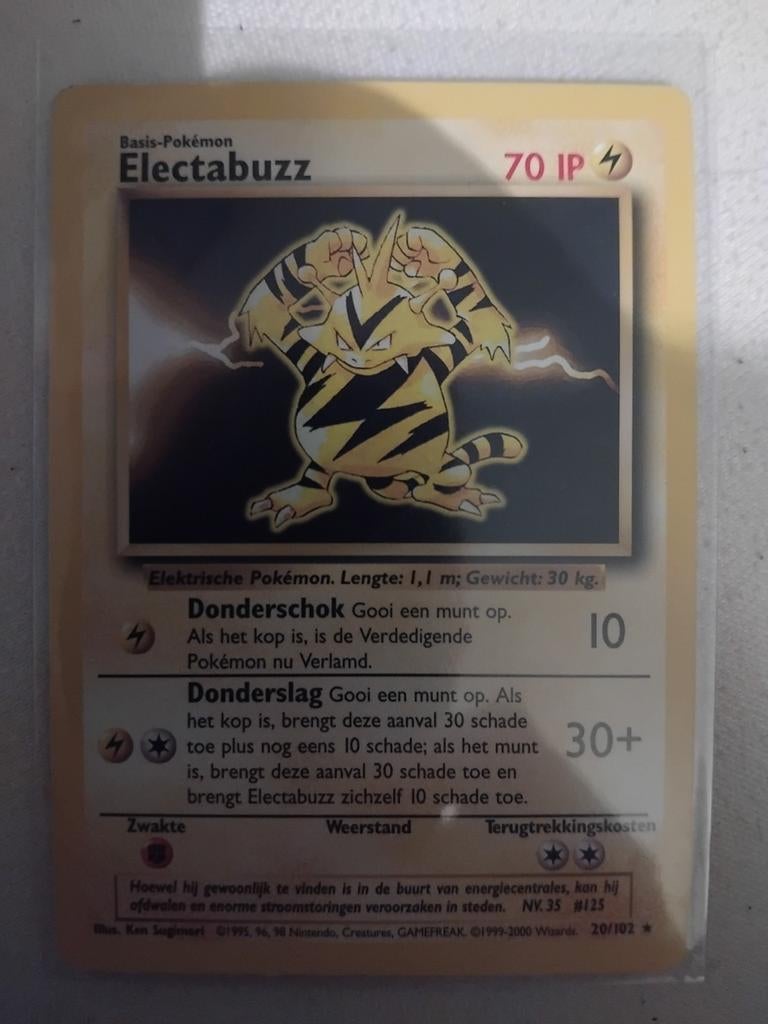 Basis-Pokémon
Electabuzz
70 IP
Elektrische Pokémon. Lengte: 1,1 m; Gewicht: 30 kg.
Donderschok Gooi een munt op.
Als het kop is, is de Verdedigende
Pokémon nu Verlamd.
10
Donderslag Gooi een munt op. Als
het kop is, brengt deze aanval 30 schade
toe plus nog eens 10 schade; als het munt
is, brengt deze aanval 30 schade toe en
brengt Electabuzz zichzelf 10 schade toe.
30+
Zwakte Weerstand Terugtrekkingskosten
Hoewel hij gewoonlijk te vinden is in de buurt van energiecentrales, kan hij
afdwalen en enorme stroomstoringen veroorzaken in steden. NV. 35 #125
Illus. Ken Sugimori ©1995, 96, 98 Nintendo, Creatures, GAMEFREAK. ©1999-2000 Wizards. 20/102 ★